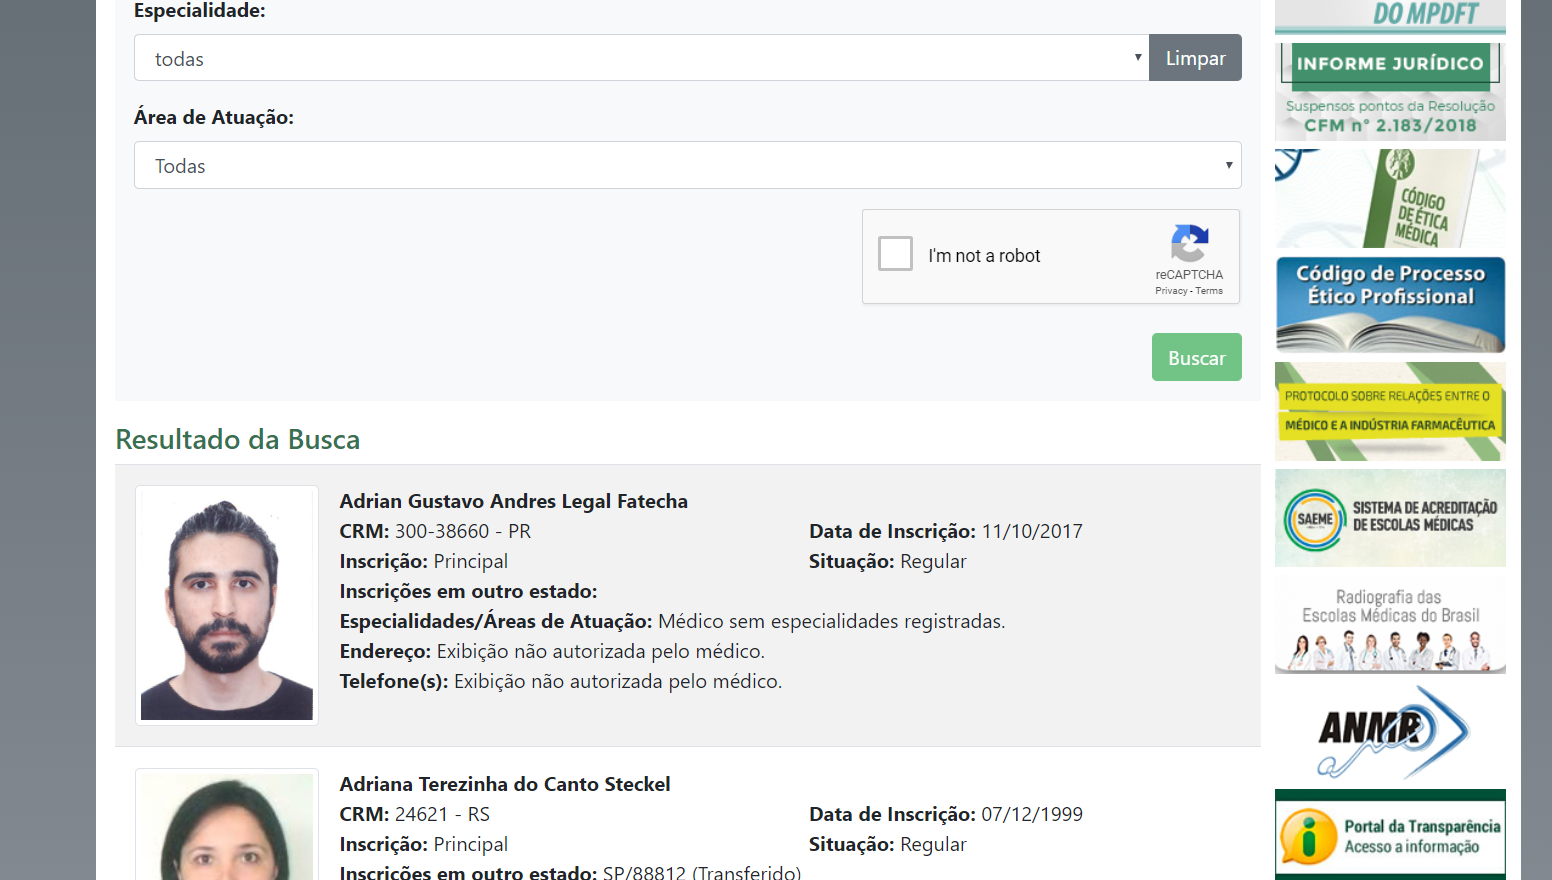 Especialidade:
todas
Limpar
Área de Atuação:
Todas
I'm not a robot
reCAPTCHA
Privacy - Terms
Buscar
Resultado da Busca
Adrian Gustavo Andres Legal Fatecha
CRM: 300-38660 - PR
Data de Inscrição: 11/10/2017
Inscrição: Principal
Situação: Regular
Inscrições em outro estado:
Especialidades/Áreas de Atuação: Médico sem especialidades registradas.
Endereço: Exibição não autorizada pelo médico.
Telefone(s): Exibição não autorizada pelo médico.
Adriana Terezinha do Canto Steckel
CRM: 24621 - RS
Data de Inscrição: 07/12/1999
Inscrição: Principal
Situação: Regular
Inscrições em outro estado: SP/88812 (Transferido)
DO MPDFT
INFORME JURÍDICO
Suspensos pontos da Resolução
CFM nº 2.183/2018
CÓDIGO
DE ÉTICA
MÉDICA
Código de Processo
Ético Profissional
PROTOCOLO SOBRE RELAÇÕES ENTRE O
MÉDICO E A INDÚSTRIA FARMACÊUTICA
SAEME
SISTEMA DE ACREDITAÇÃO
DE ESCOLAS MÉDICAS
Radiografia das
Escolas Médicas do Brasil
ANMR
Portal da Transparência
Acesso a informação